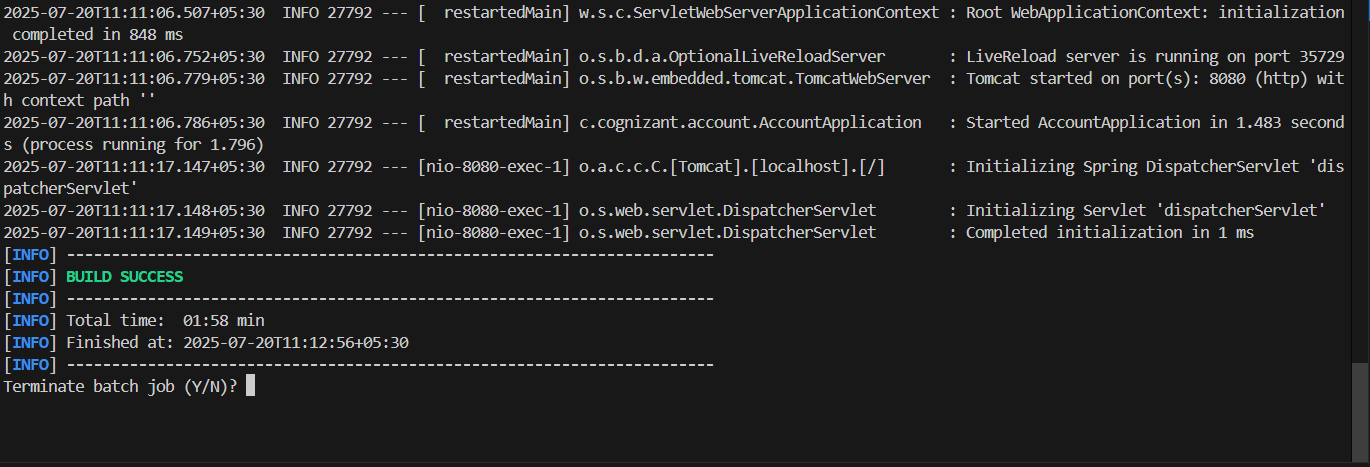 2025-07-20T11:11:06.507+05:30  INFO 27792 --- [  restartedMain] w.s.c.ServletWebServerApplicationContext : Root WebApplicationContext: initialization
 completed in 848 ms
2025-07-20T11:11:06.752+05:30  INFO 27792 --- [  restartedMain] o.s.b.d.a.OptionalLiveReloadServer       : LiveReload server is running on port 35729
2025-07-20T11:11:06.779+05:30  INFO 27792 --- [  restartedMain] o.s.b.w.embedded.tomcat.TomcatWebServer  : Tomcat started on port(s): 8080 (http) wit
h context path ''
2025-07-20T11:11:06.786+05:30  INFO 27792 --- [  restartedMain] c.cognizant.account.AccountApplication   : Started AccountApplication in 1.483 second
s (process running for 1.796)
2025-07-20T11:11:17.147+05:30  INFO 27792 --- [nio-8080-exec-1] o.a.c.c.C.[Tomcat].[localhost].[/]       : Initializing Spring DispatcherServlet 'dis
patcherServlet'
2025-07-20T11:11:17.148+05:30  INFO 27792 --- [nio-8080-exec-1] o.s.web.servlet.DispatcherServlet        : Initializing Servlet 'dispatcherServlet'
2025-07-20T11:11:17.149+05:30  INFO 27792 --- [nio-8080-exec-1] o.s.web.servlet.DispatcherServlet        : Completed initialization in 1 ms
[INFO] ------------------------------------------------------------------------
[INFO] BUILD SUCCESS
[INFO] ------------------------------------------------------------------------
[INFO] Total time:  01:58 min
[INFO] Finished at: 2025-07-20T11:12:56+05:30
[INFO] ------------------------------------------------------------------------
Terminate batch job (Y/N)?